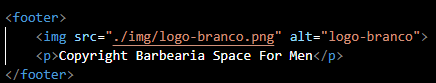 <footer>
<img src="./img/logo-branco.png" alt="logo-branco">
<p>Copyright Barbearia Space For Men</p>
</footer>